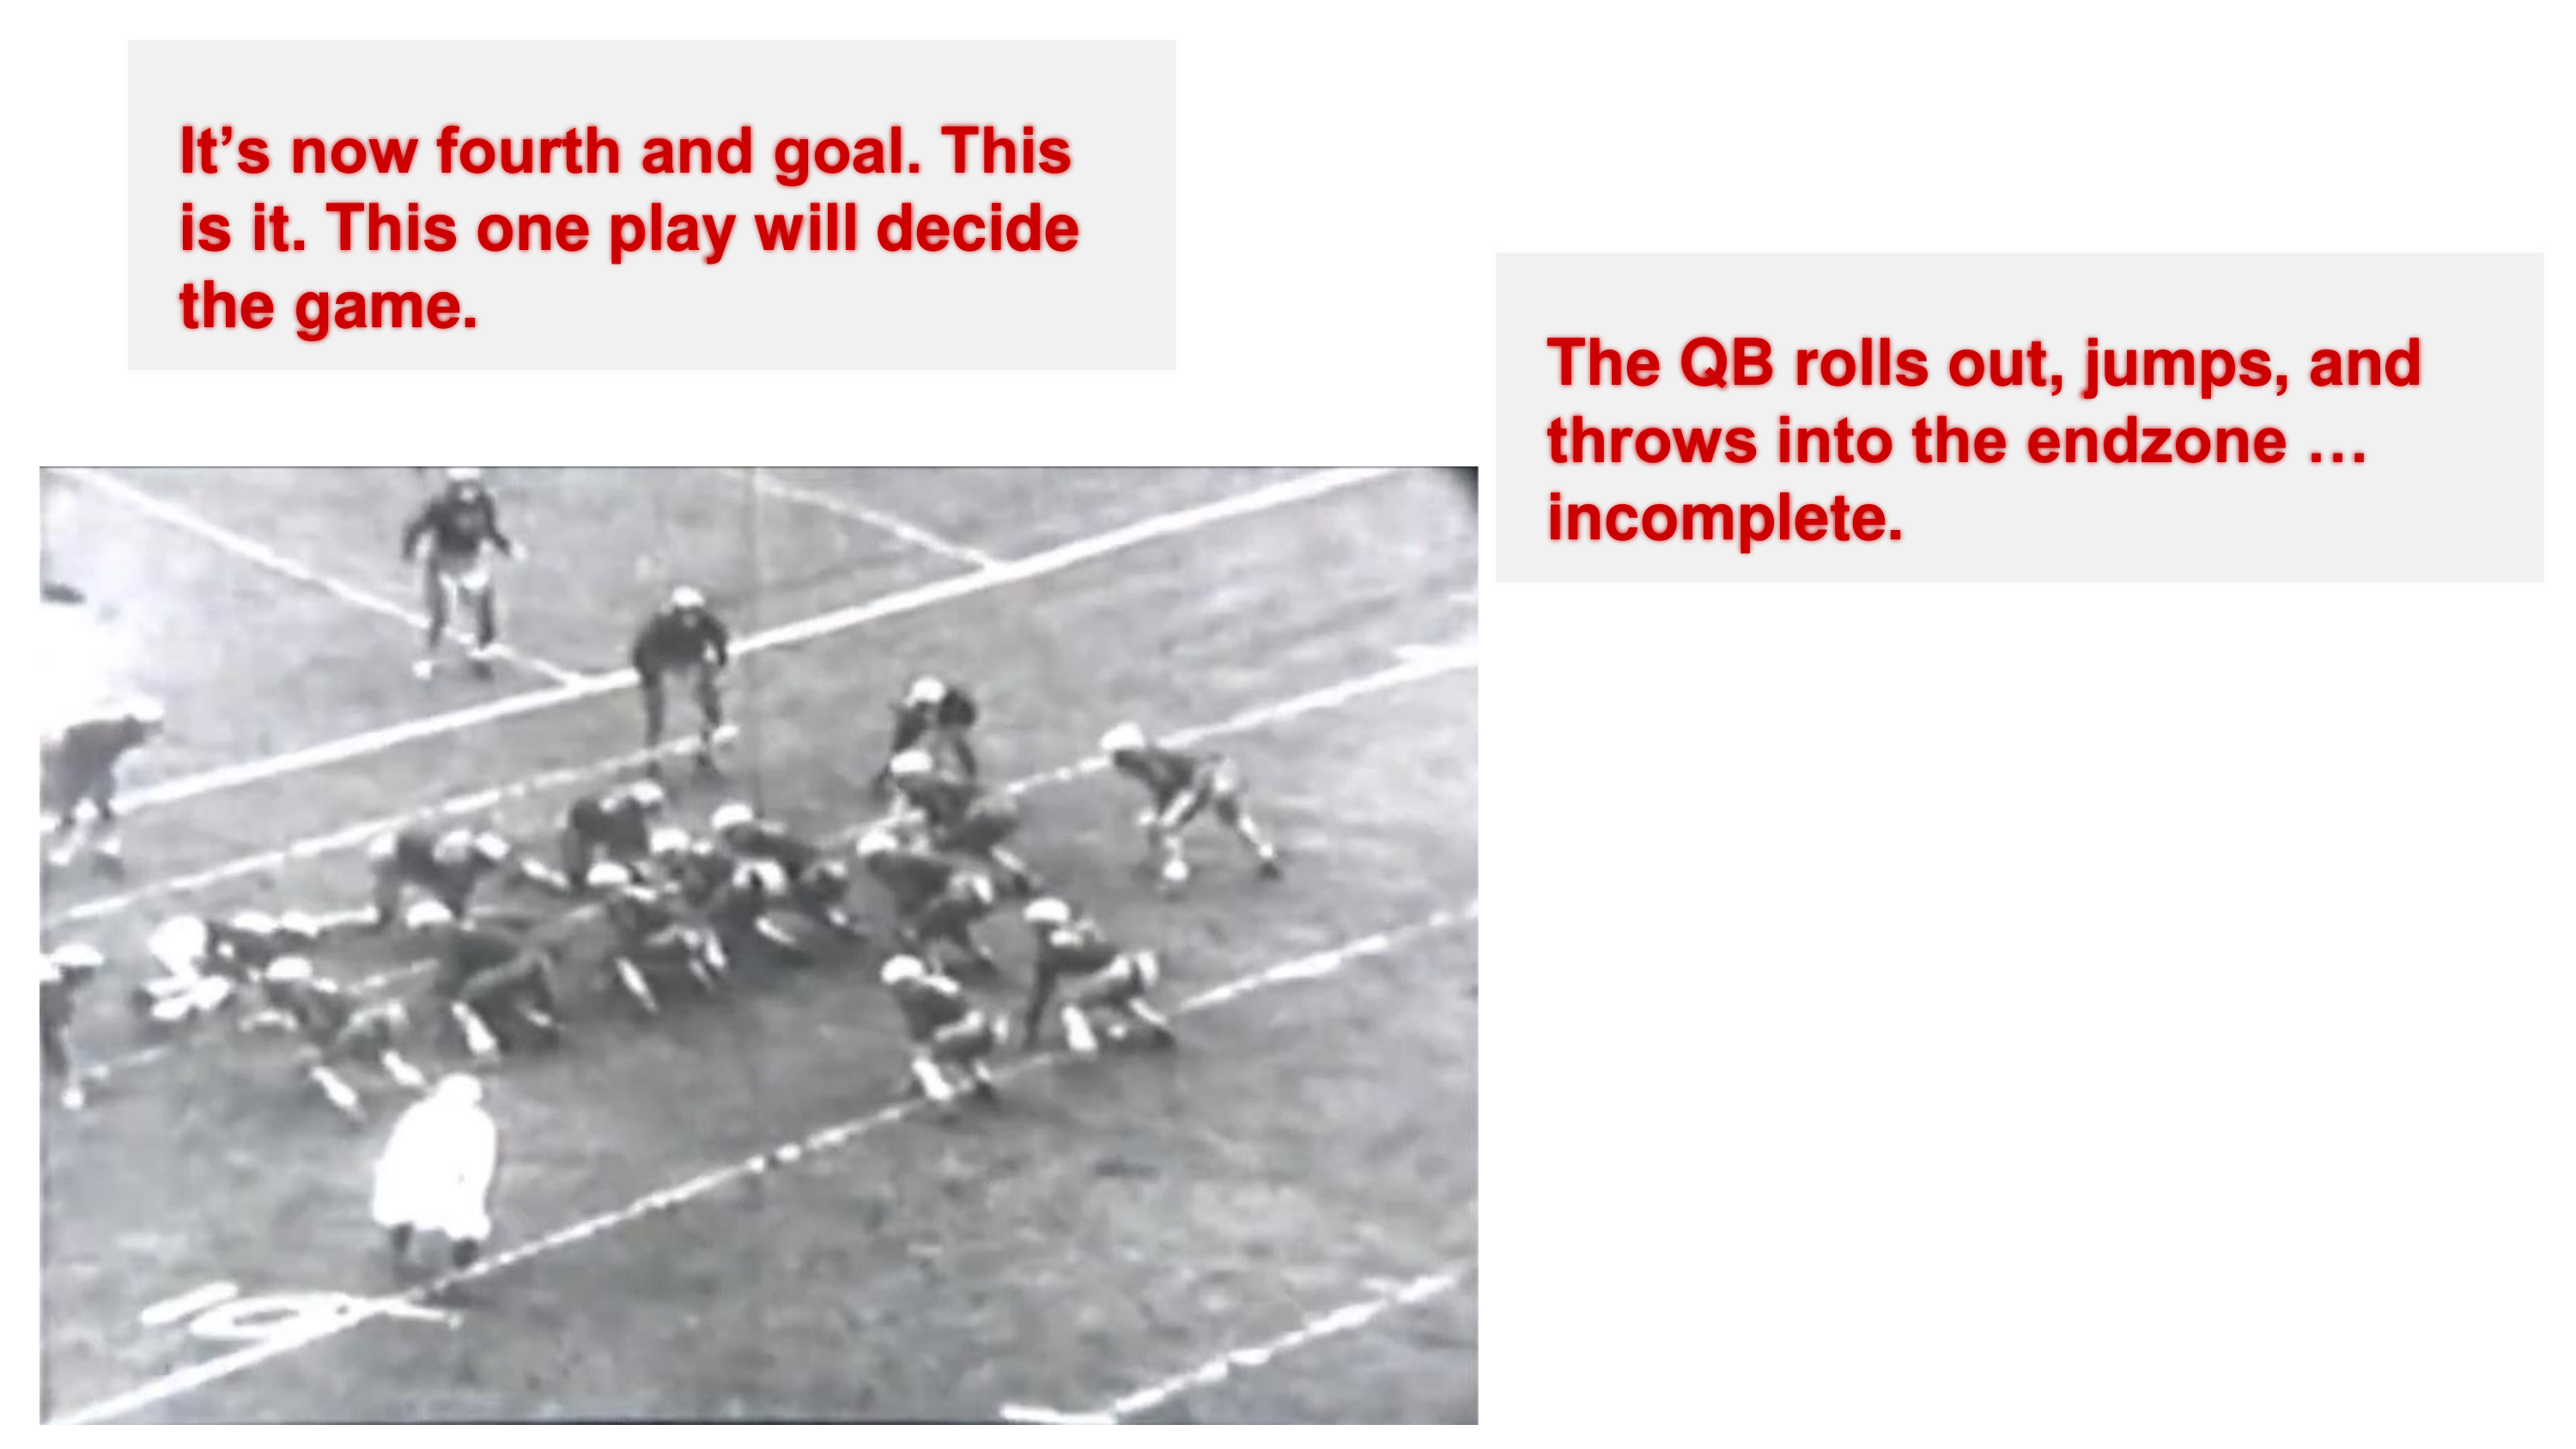 It’s now fourth and goal. This
is it. This one play will decide
the game.
The QB rolls out, jumps, and
throws into the endzone …
incomplete.